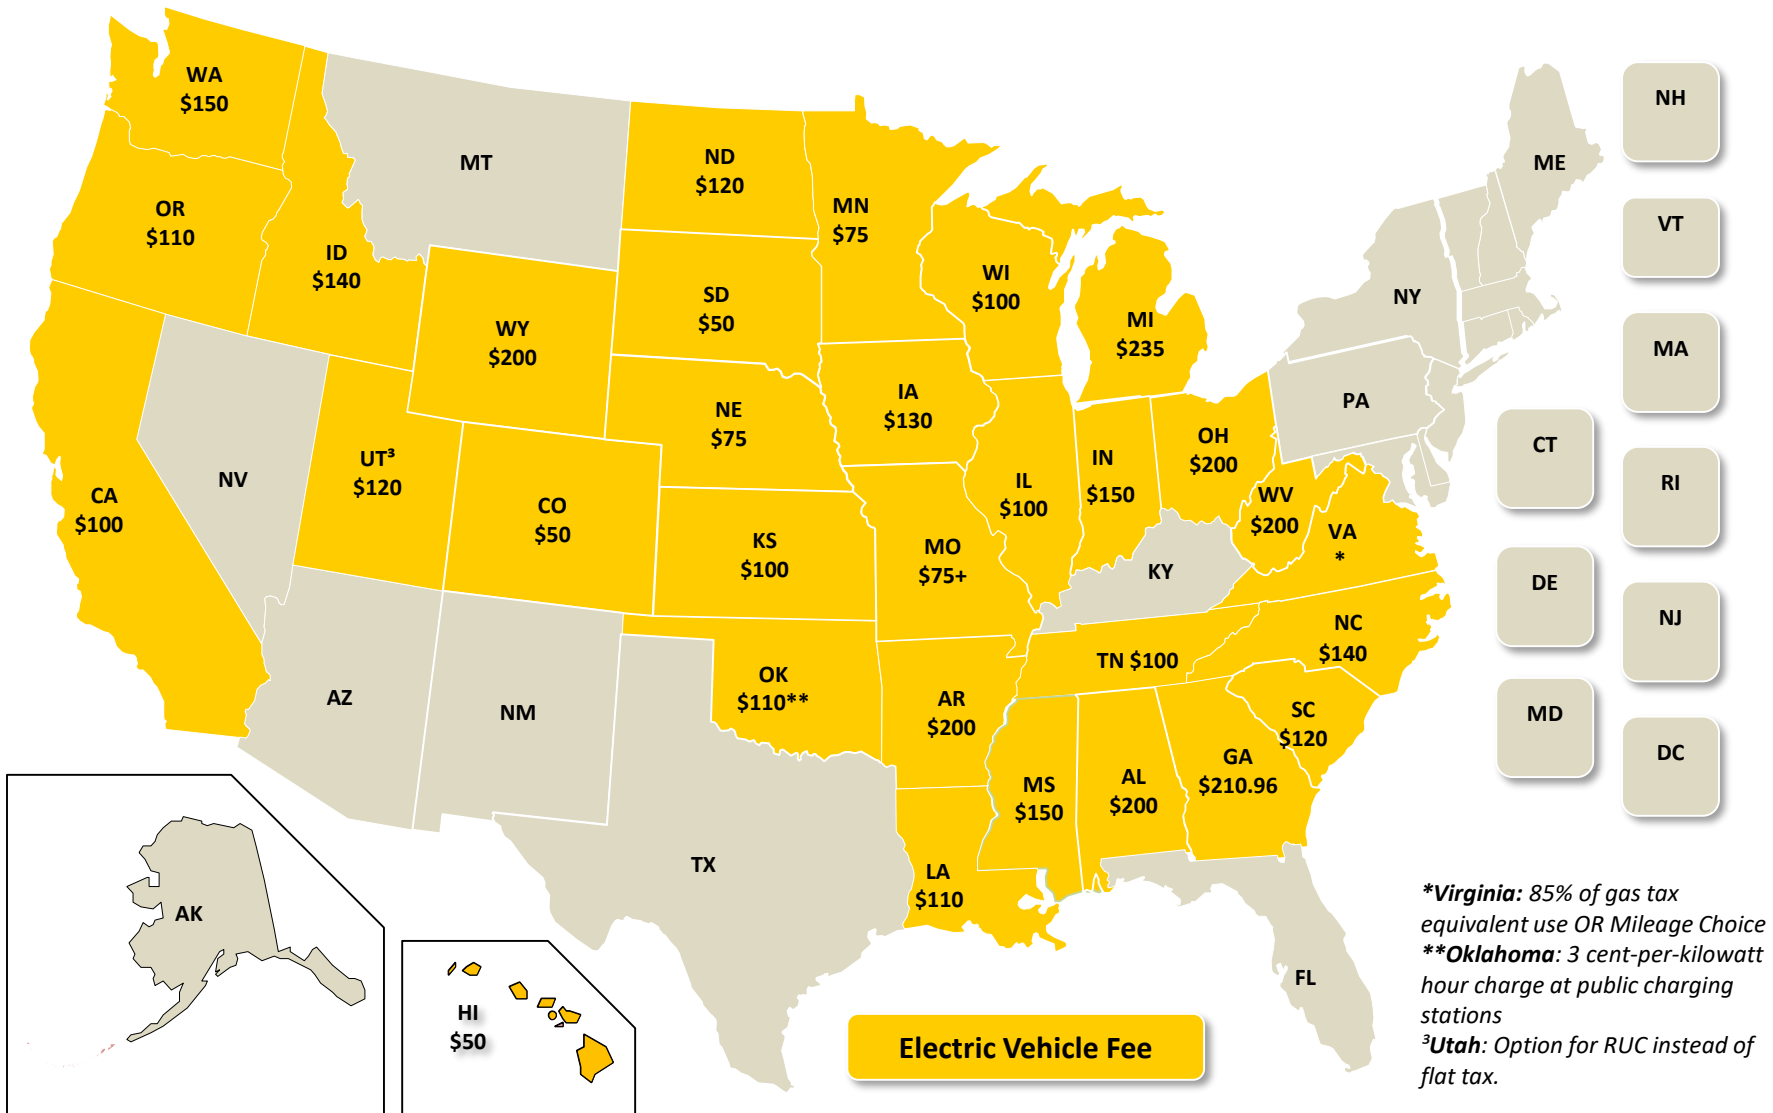 WA
$150
OR
$110
ID
$140
MT
ND
$120
MN
$75
SD
$50
WY
$200
WI
$100
MI
$235
NY
ME
NH
VT
MA
CT
RI
DE
NJ
MD
DC
CA
$100
NV
UT³
$120
CO
$50
NE
$75
IA
$130
KS
$100
MO
$75+
IL
$100
IN
$150
OH
$200
PA
WV
$200
VA
*
KY
NC
$140
TN $100
SC
$120
AZ
NM
OK
$110**
AR
$200
TX
LA
$110
MS
$150
AL
$200
GA
$210.96
FL
AK
HI
$50
Electric Vehicle Fee
*Virginia: 85% of gas tax
equivalent use OR Mileage Choice
**Oklahoma: 3 cent-per-kilowatt
hour charge at public charging
stations
³Utah: Option for RUC instead of
flat tax.